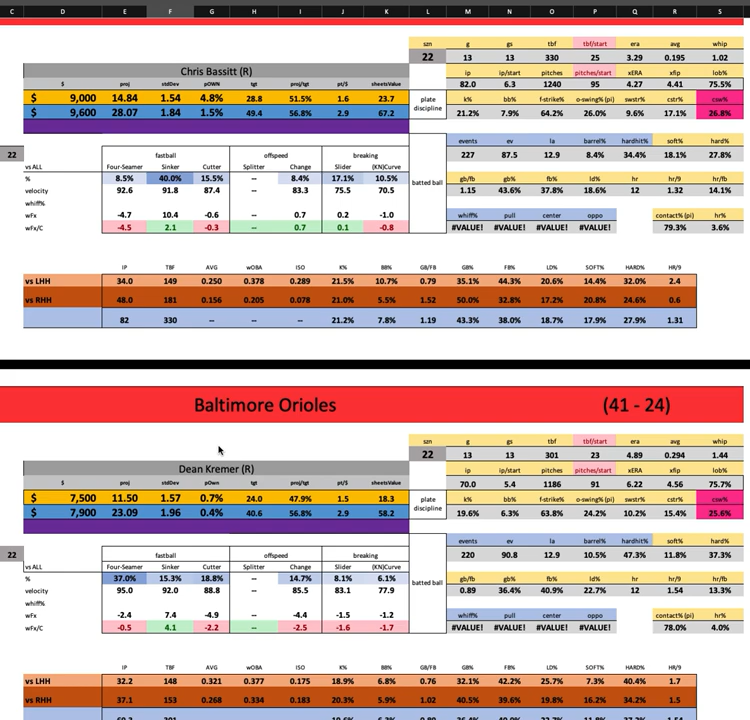 C D E F G H I J K L M N O P Q R S
szn g gs tbf tbf/start era avg whip
22 13 13 330 25 3.29 0.195 1.02
Chris Bassitt (R)
ip ip/start pitches pitches/start xERA xfip lob%
82.0 6.3 1240 95 4.27 4.41 75.5%
$ proj stdDev pOWN tgt proj/tgt pt/$ sheetsValue
$ 9,000 14.84 1.54 4.8% 28.8 51.5% 1.6 23.7
$ 9,600 28.07 1.84 1.5% 49.4 56.8% 2.9 67.2
plate discipline
k% bb% f-strike% o-swing% (pi) swstr% cstr% csw%
21.2% 7.9% 64.2% 26.0% 9.6% 17.1% 26.8%
22
fastball offspeed breaking
vs ALL Four-Seamer Sinker Cutter Splitter Change Slider (KN)Curve
% 8.5% 40.0% 15.5% -- 8.4% 17.1% 10.5%
velocity 92.6 91.8 87.4 83.3 75.5 70.5
whiff%
wFx -4.7 10.4 -0.6 0.7 0.2 -1.0
wFx/C -4.5 2.1 -0.3 -- 0.7 0.1 -0.8
batted ball
events ev la barrel% hardhit% soft% hard%
227 87.5 12.9 8.4% 34.4% 18.1% 27.8%
gb/fb gb% fb% ld% hr hr/9 hr/fb
1.15 43.6% 37.8% 18.6% 12 1.32 14.1%
whiff% pull center oppo contact% (pi) hr%
#VALUE! #VALUE! #VALUE! #VALUE! 79.3% 3.6%
IP TBF AVG wOBA ISO K% BB% GB/FB GB% FB% LD% SOFT% HARD% HR/9
vs LHH 34.0 149 0.250 0.378 0.289 21.5% 10.7% 0.79 35.1% 44.3% 20.6% 14.4% 32.0% 2.4
vs RHH 48.0 181 0.156 0.205 0.078 21.0% 5.5% 1.52 50.0% 32.8% 17.2% 20.8% 24.6% 0.6
82 330 -- -- -- 21.2% 7.8% 1.19 43.3% 38.0% 18.7% 17.9% 27.9% 1.31
Baltimore Orioles (41 - 24)
szn g gs tbf tbf/start era avg whip
22 13 13 301 23 4.89 0.294 1.44
Dean Kremer (R)
ip ip/start pitches pitches/start xERA xfip lob%
70.0 5.4 1186 91 6.22 4.56 75.7%
$ proj stdDev pOwn tgt proj/tgt pt/$ sheetsValue
$ 7,500 11.50 1.57 0.7% 24.0 47.9% 1.5 18.3
$ 7,900 23.09 1.96 0.4% 40.6 56.8% 2.9 58.2
plate discipline
k% bb% f-strike% o-swing% (pi) swstr% cstr% csw%
19.6% 6.3% 63.8% 24.2% 10.2% 15.4% 25.6%
22
fastball offspeed breaking
vs ALL Four-Seamer Sinker Cutter Splitter Change Slider (KN)Curve
% 37.0% 15.3% 18.8% -- 14.7% 8.1% 6.1%
velocity 95.0 92.0 88.8 85.5 83.1 77.9
whiff%
wFx -2.4 7.4 -4.9 -4.4 -1.5 -1.2
wFx/C -0.5 4.1 -2.2 -- -2.5 -1.6 -1.7
batted ball
events ev la barrel% hardhit% soft% hard%
220 90.8 12.9 10.5% 47.3% 11.8% 37.3%
gb/fb gb% fb% ld% hr hr/9 hr/fb
0.89 36.4% 40.9% 22.7% 12 1.54 13.3%
whiff% pull center oppo contact% (pi) hr%
#VALUE! #VALUE! #VALUE! #VALUE! 78.0% 4.0%
IP TBF AVG wOBA ISO K% BB% GB/FB GB% FB% LD% SOFT% HARD% HR/9
vs LHH 32.2 148 0.321 0.377 0.175 18.9% 6.8% 0.76 32.1% 42.2% 25.7% 7.3% 40.4% 1.7
vs RHH 37.1 153 0.268 0.334 0.183 20.3% 5.9% 1.02 40.5% 39.6% 19.8% 16.2% 34.2% 1.5